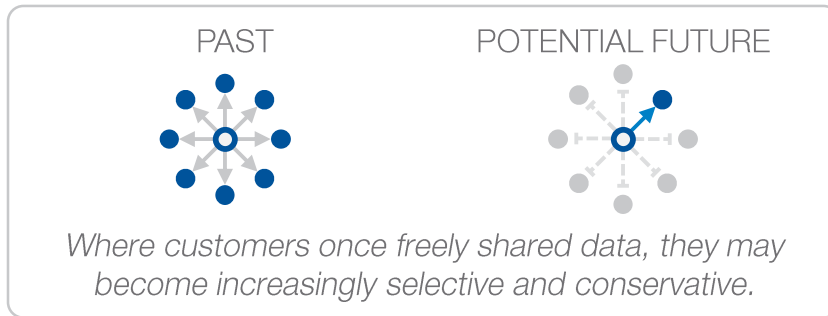 PAST
POTENTIAL FUTURE
Where customers once freely shared data, they may
become increasingly selective and conservative.